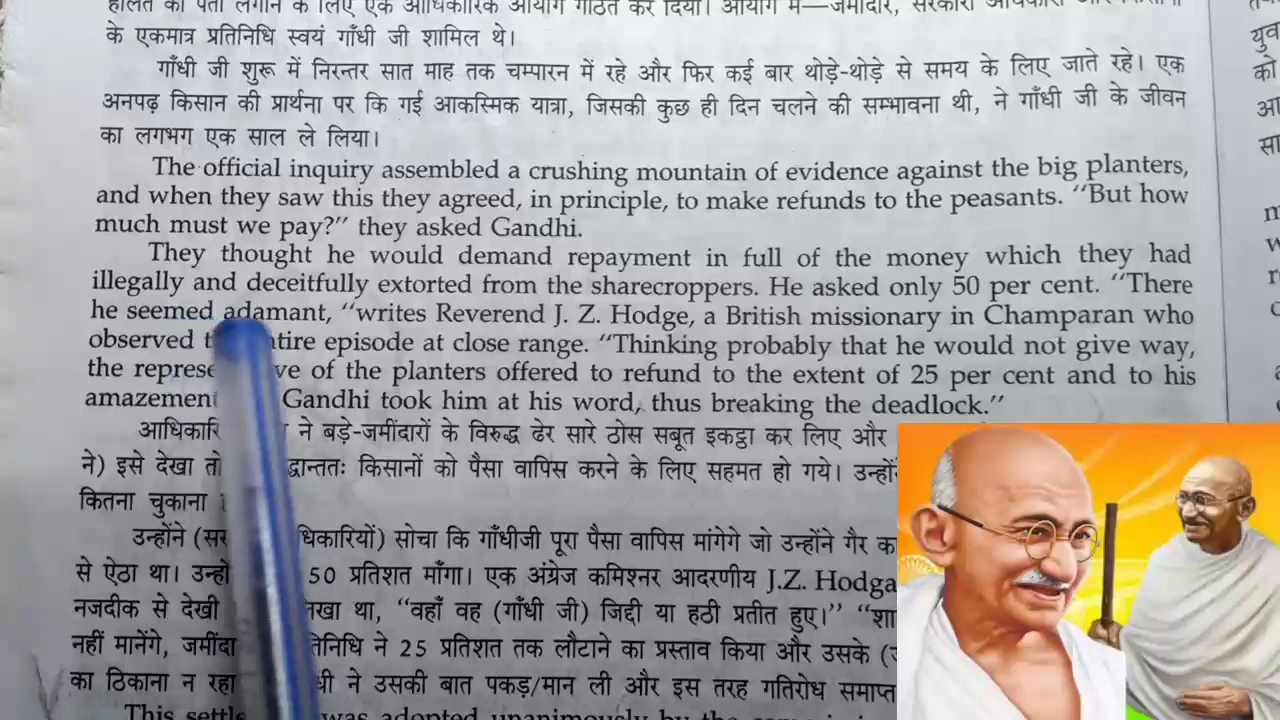 के एकमात्र प्रतिनिधि स्वयं गाँधी जी शामिल थे।
गाँधी जी शुरू में निरन्तर सात माह तक चम्पारन में रहे और फिर कई बार थोड़े-थोड़े से समय के लिए जाते रहे। एक
अनपढ़ किसान की प्रार्थना पर कि गई आकस्मिक यात्रा, जिसकी कुछ ही दिन चलने की सम्भावना थी, ने गाँधी जी के जीवन
का लगभग एक साल ले लिया।
The official inquiry assembled a crushing mountain of evidence against the big planters,
and when they saw this they agreed, in principle, to make refunds to the peasants. "But how
much must we pay?" they asked Gandhi.
They thought he would demand repayment in full of the money which they had
illegally and deceitfully extorted from the sharecroppers. He asked only 50 per cent. "There
he seemed adamant, "writes Reverend J. Z. Hodge, a British missionary in Champaran who
observed entire episode at close range. "Thinking probably that he would not give way,
the of the planters offered to refund to the extent of 25 per cent and to his
amazement Gandhi took him at his word, thus breaking the deadlock."
ने बड़े-जमींदारों के विरुद्ध ढेर सारे ठोस सबूत इकट्ठा कर लिए और
ने) इसे देखा तो किसानों को पैसा वापिस करने के लिए सहमत हो गये।
कितना चुकाना
उन्होंने सोचा कि गाँधीजी पूरा पैसा वापिस मांगेगे जो उन्होंने गैर
से ऐठा था। 50 प्रतिशत माँगा। एक अंग्रेज कमिश्नर आदरणीय J.Z.
नजदीक से देखी था, "वहाँ वह (गाँधी जी) जिद्दी या हठी प्रतीत हुए।"
नहीं मानेंगे, ने 25 प्रतिशत तक लौटाने का प्रस्ताव किया और उसके
का ठिकाना न रहा ने उसकी बात पकड़/मान ली और इस तरह गतिरोध
This was adopted unanimously by the